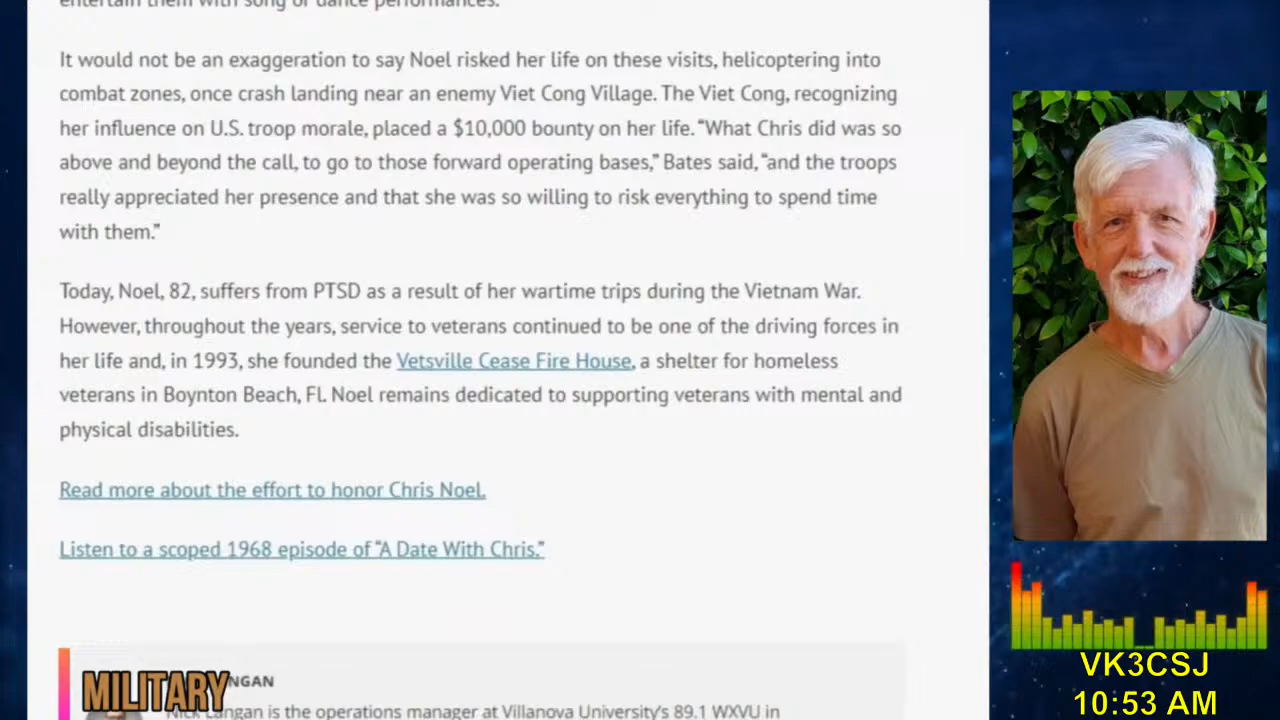 entertain them with song or dance performances.
It would not be an exaggeration to say Noel risked her life on these visits, helicoptering into
combat zones, once crash landing near an enemy Viet Cong Village. The Viet Cong, recognizing
her influence on U.S. troop morale, placed a $10,000 bounty on her life. “What Chris did was so
above and beyond the call, to go to those forward operating bases,” Bates said, “and the troops
really appreciated her presence and that she was so willing to risk everything to spend time
with them.”
Today, Noel, 82, suffers from PTSD as a result of her wartime trips during the Vietnam War.
However, throughout the years, service to veterans continued to be one of the driving forces in
her life and, in 1993, she founded the Vetsville Cease Fire House, a shelter for homeless
veterans in Boynton Beach, FL. Noel remains dedicated to supporting veterans with mental and
physical disabilities.
Read more about the effort to honor Chris Noel.
Listen to a scoped 1968 episode of “A Date With Chris.”
MILITARY
NGAN
Nick Langan is the operations manager at Villanova University's 89.1 WXVU in
VK3CSJ
10:53 AM